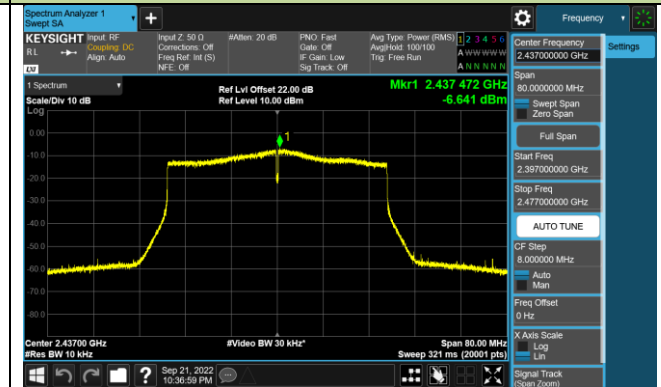 Spectrum Analyzer 1
Swept SA
+
Frequency
KEYSIGHT
RL
LXI
Input: RF
Coupling: DC
Align: Auto
Input Z: 50 Ω
Corrections: Off
Freq Ref: Int (S)
NFE: Off
#Atten: 20 dB
PNO: Fast
Gate: Off
IF Gain: Low
Sig Track: Off
Avg Type: Power (RMS)
Avg|Hold: 100/100
Trig: Free Run
1 2 3 4 5 6
A W W W W W
A N N N N N
1 Spectrum
Scale/Div 10 dB
Log
Ref Lvl Offset 22.00 dB
Ref Level 10.00 dBm
Mkr1 2.437 472 GHz
-6.641 dBm
1
0.00
-10.0
-20.0
-30.0
-40.0
-50.0
-60.0
-70.0
-80.0
Center 2.43700 GHz
#Res BW 10 kHz
#Video BW 30 kHz*
Span 80.00 MHz
Sweep 321 ms (20001 pts)
Center Frequency
2.437000000 GHz
Settings
Span
80.0000000 MHz
Swept Span
Zero Span
Full Span
Start Freq
2.397000000 GHz
Stop Freq
2.477000000 GHz
AUTO TUNE
CF Step
8.000000 MHz
Auto
Man
Freq Offset
0 Hz
X Axis Scale
Log
Lin
Signal Track
(Span Zoom)
?
Sep 21, 2022
10:36:59 PM